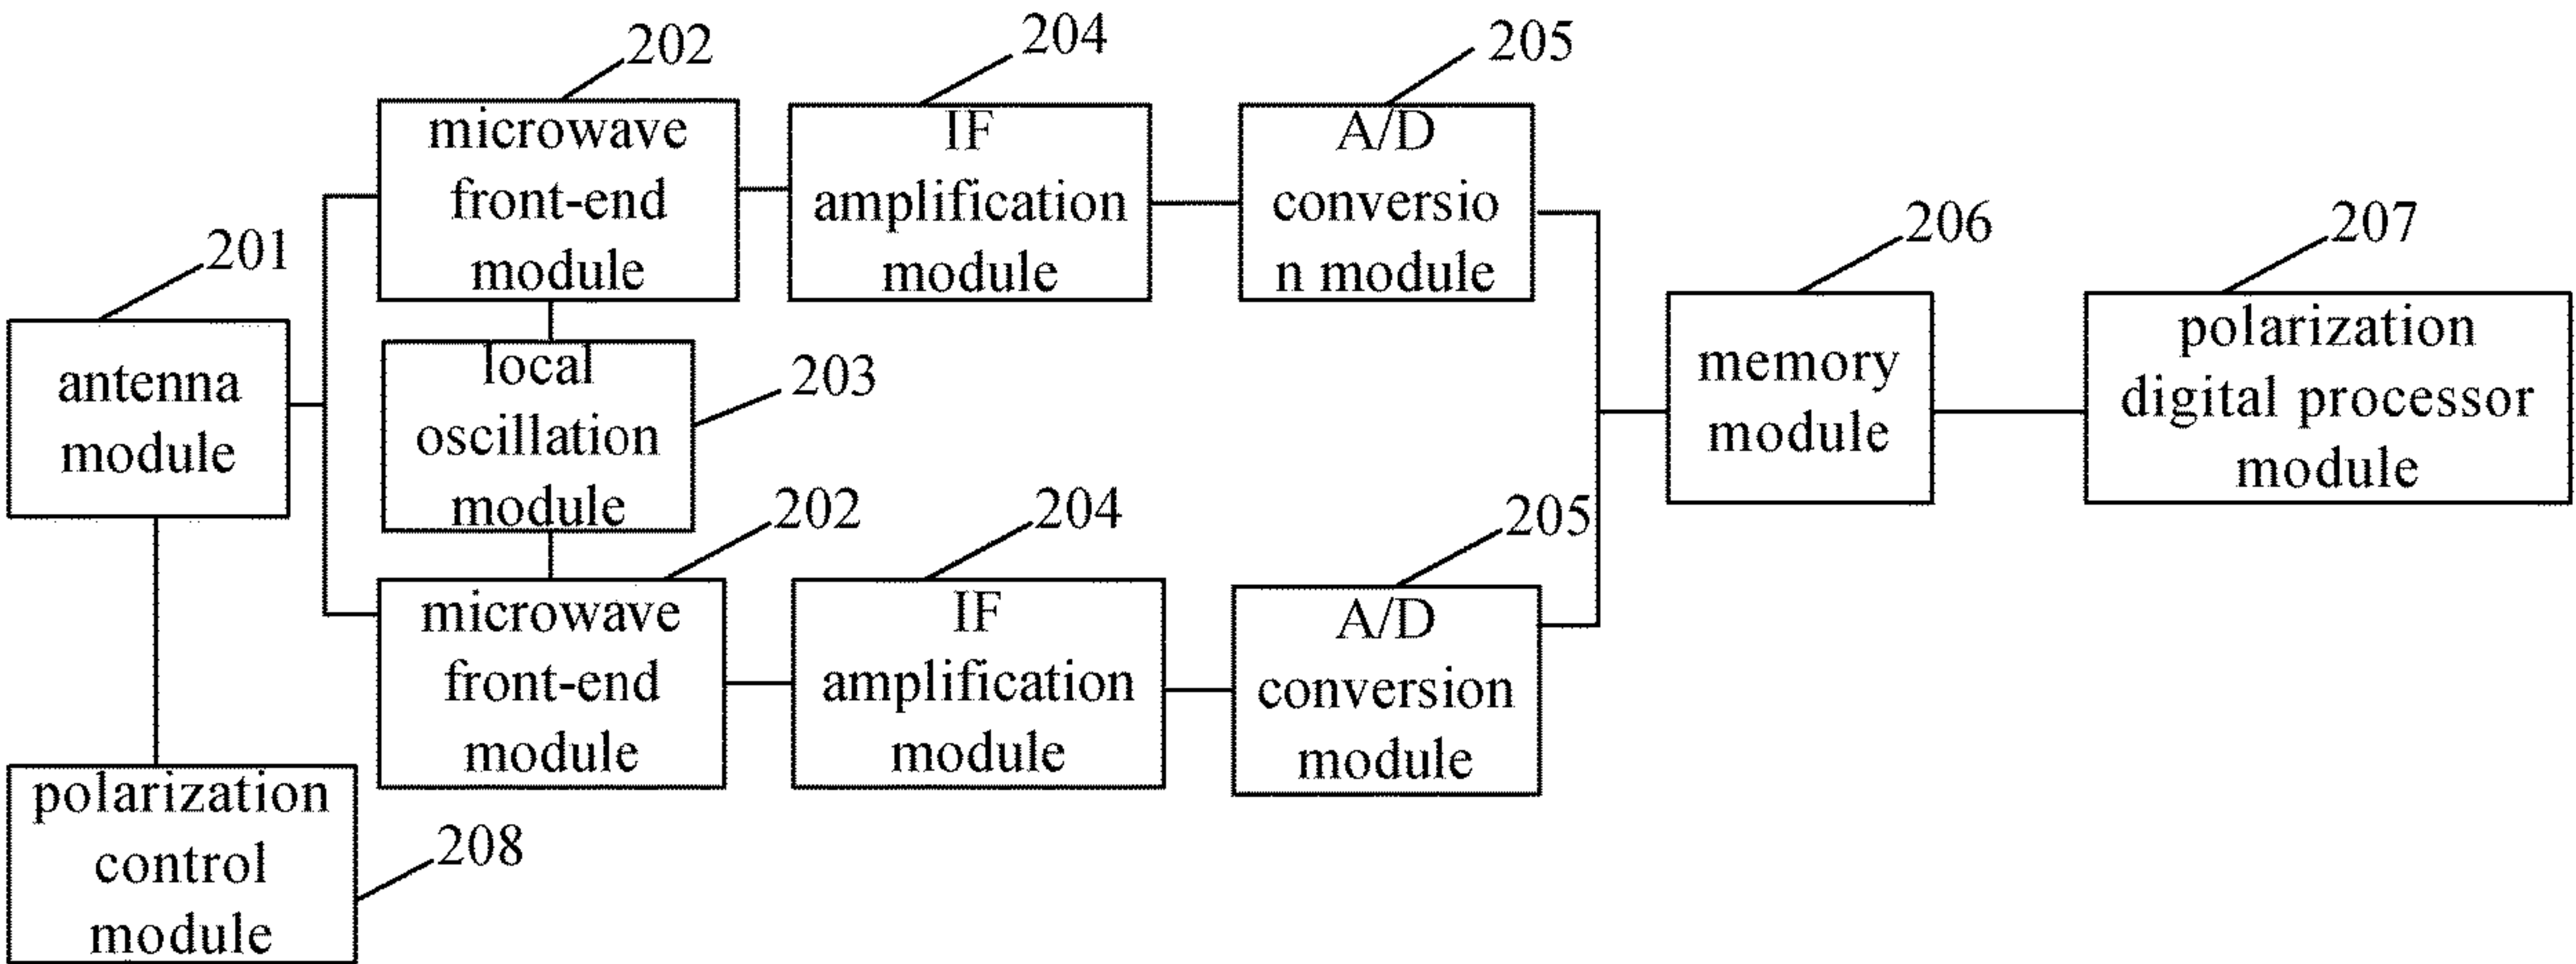 202
204
205
microwave
front-end
module
IF
amplification
module
A/D
conversio
n module
201
206
207
antenna
module
local
oscillation
module
203
memory
module
polarization
digital processor
module
202
204
205
microwave
front-end
module
IF
amplification
module
A/D
conversion
module
polarization
control
module
208